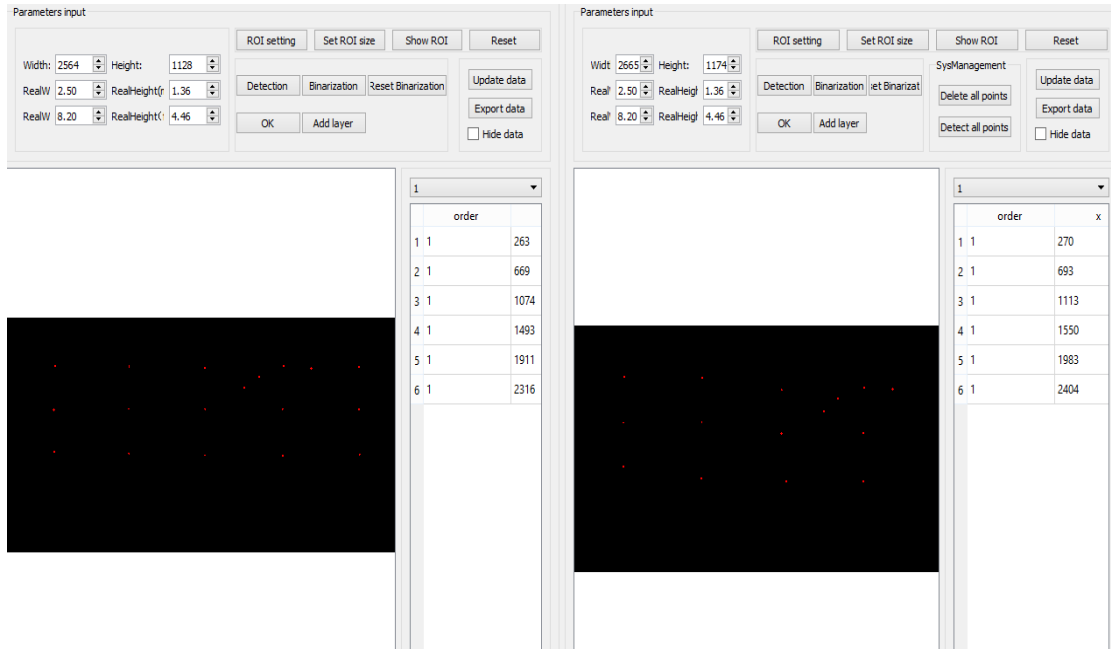 Parameters input
ROI setting Set ROI size Show ROI Reset
Width: 2564 Height: 1128
RealW 2.50 RealHeight(r 1.36
RealW 8.20 RealHeight( 4.46
Detection Binarization Reset Binarization
OK Add layer
Update data
Export data
Hide data
1
order
1 1 263
2 1 669
3 1 1074
4 1 1493
5 1 1911
6 1 2316
Parameters input
ROI setting Set ROI size Show ROI Reset
Widt 2665 Height: 1174
Real 2.50 RealHeigl 1.36
Real 8.20 RealHeigl 4.46
Detection Binarization set Binarizat
OK Add layer
SysManagement
Delete all points
Detect all points
Update data
Export data
Hide data
1
order x
1 1 270
2 1 693
3 1 1113
4 1 1550
5 1 1983
6 1 2404